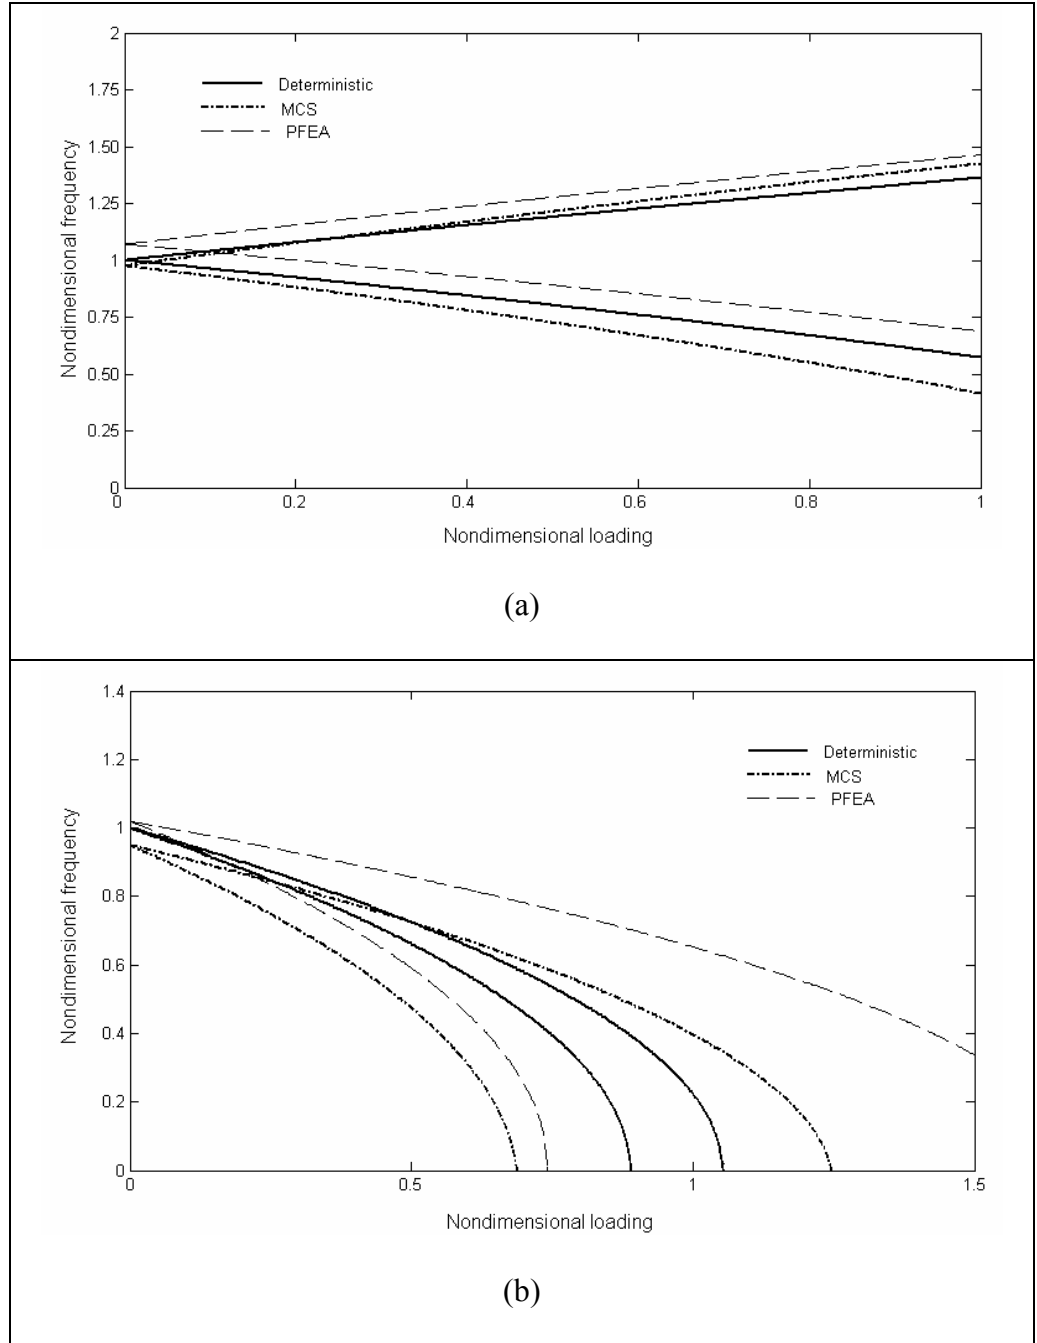 2
1.75
1.50
1.25
1
0.75
0.50
0.25
0
Nondimensional frequency
Deterministic
MCS
PFEA
0 0.2 0.4 0.6 0.8 1
Nondimensional loading
(a)
1.4
1.2
1
0.8
0.6
0.4
0.2
0
Nondimensional frequency
Deterministic
MCS
PFEA
0 0.5 1 1.5
Nondimensional loading
(b)